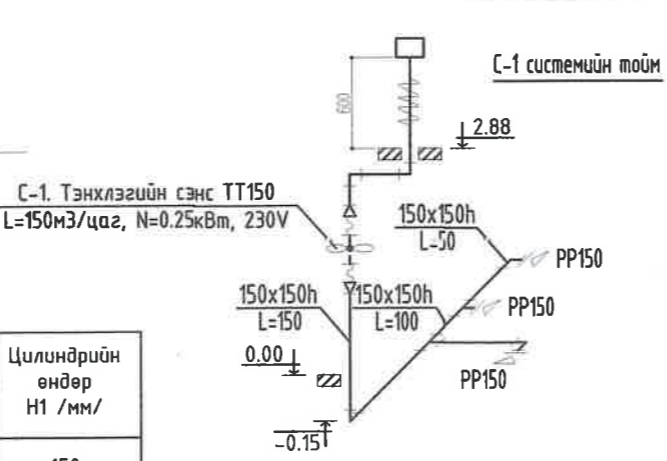 С-1 системийн тойм
600
2.88
С-1. Тэнхлэгийн сэнс ТТ150
L=150м3/цаг, N=0.25кВт, 230V
150x150h
L=50
PP150
150x150h
L=150
150x150h
L=100
PP150
0.00
PP150
-0.15
Цилиндрийн
өндөр
H1 /мм/